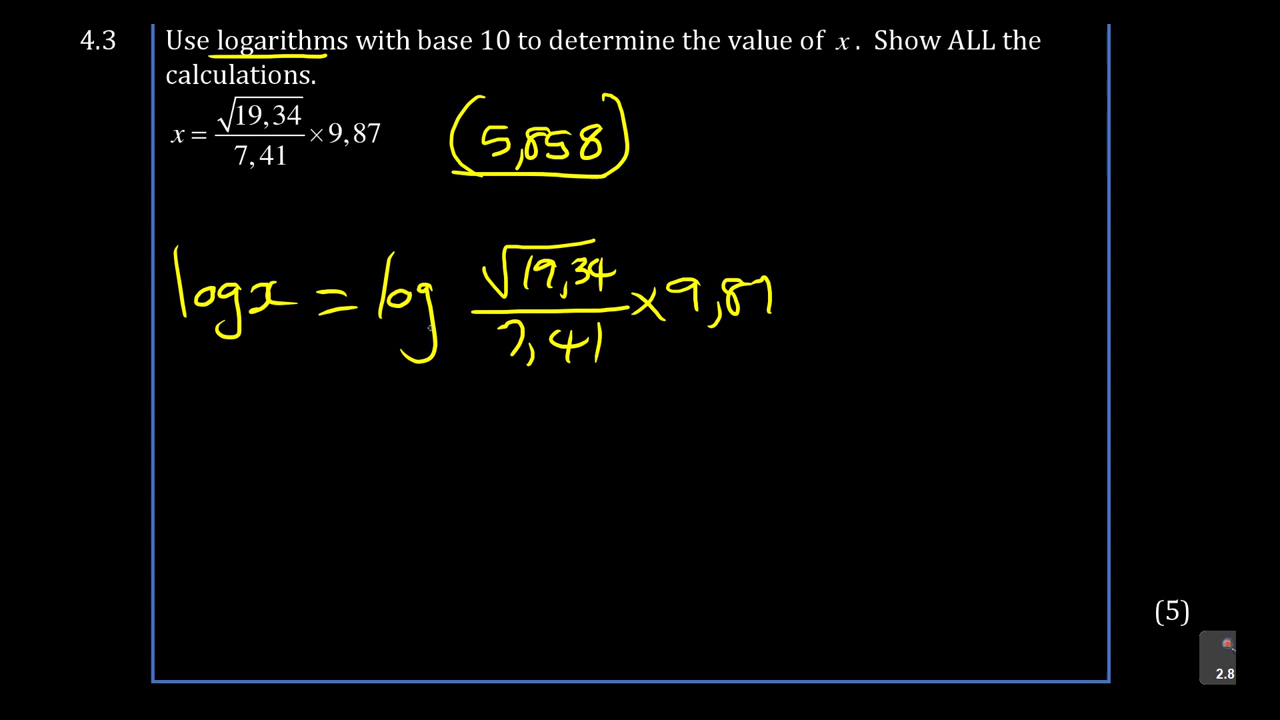 4.3 Use logarithms with base 10 to determine the value of x. Show ALL the
calculations.
x = √19,34 / 7,41 × 9,87 (5,858)
log x = log √19,34 / 7,41 × 9,87
(5)
2.8